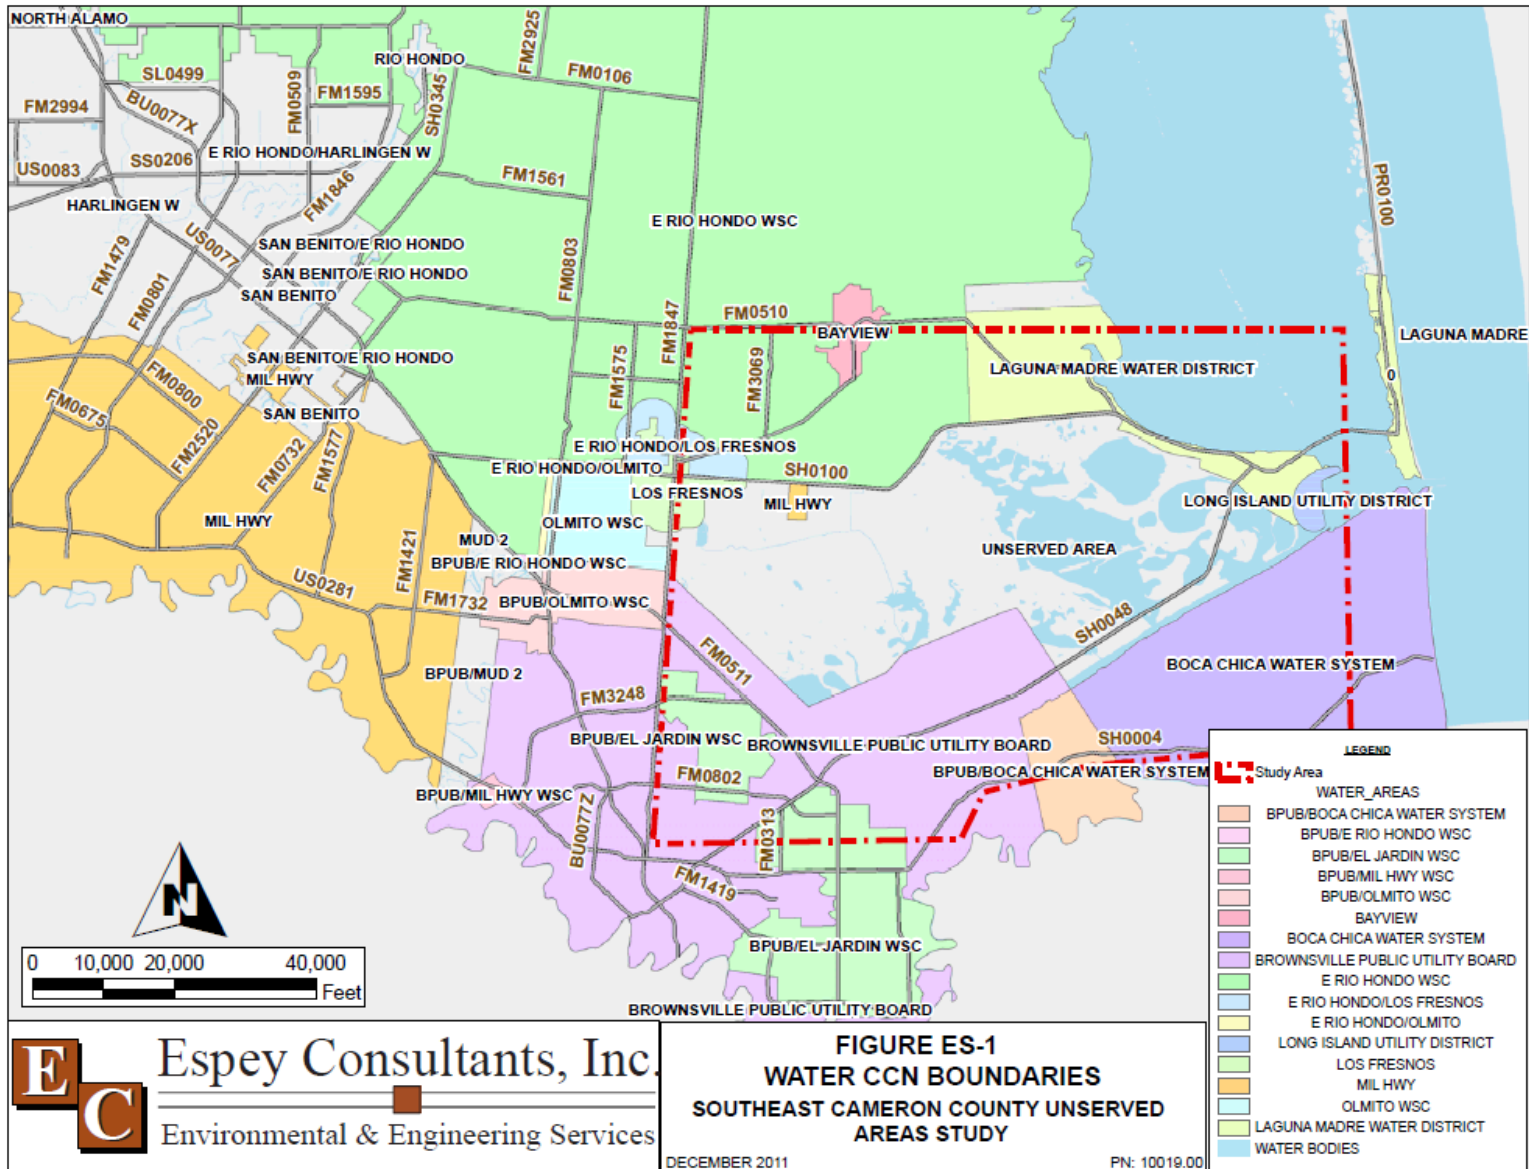 NORTH ALAMO
FM2925
RIO HONDO
SL0499
FM0509
FM1595
SH0345
FM0106
FM2994
BU0077X
E RIO HONDO/HARLINGEN W
US0083
SS0206
FM1846
FM1561
PR0100
HARLINGEN W
E RIO HONDO WSC
FM1479
FM0801
US0077
SAN BENITO/E RIO HONDO
FM0803
SAN BENITO/E RIO HONDO
SAN BENITO
FM1847
FM0510
BAYVIEW
LAGUNA MADRE
SAN BENITO/E RIO HONDO
FM1575
FM3069
LAGUNA MADRE WATER DISTRICT
0
MIL HWY
FM0800
FM0675
SAN BENITO
FM2520
FM0732
FM1577
E RIO HONDO/LOS FRESNOS
E RIO HONDO/OLMITO
SH0100
LOS FRESNOS
MIL HWY
LONG ISLAND UTILITY DISTRICT
MIL HWY
OLMITO WSC
MUD 2
FM1421
UNSERVED AREA
BPUB/E RIO HONDO WSC
US0281
FM1732
BPUB/OLMITO WSC
SH0048
FM0511
BPUB/MUD 2
BOCA CHICA WATER SYSTEM
FM3248
BPUB/EL JARDIN WSC
BROWNSVILLE PUBLIC UTILITY BOARD
SH0004
FM0802
BPUB/BOCA CHICA WATER SYSTEM
BPUB/MIL HWY WSC
BU0077Z
FM0313
FM1419
BPUB/EL JARDIN WSC
BROWNSVILLE PUBLIC UTILITY BOARD
N
0 10,000 20,000 40,000
Feet
LEGEND
Study Area
WATER_AREAS
BPUB/BOCA CHICA WATER SYSTEM
BPUB/E RIO HONDO WSC
BPUB/EL JARDIN WSC
BPUB/MIL HWY WSC
BPUB/OLMITO WSC
BAYVIEW
BOCA CHICA WATER SYSTEM
BROWNSVILLE PUBLIC UTILITY BOARD
E RIO HONDO WSC
E RIO HONDO/LOS FRESNOS
E RIO HONDO/OLMITO
LONG ISLAND UTILITY DISTRICT
LOS FRESNOS
MIL HWY
OLMITO WSC
LAGUNA MADRE WATER DISTRICT
WATER BODIES
E C
Espey Consultants, Inc.
Environmental & Engineering Services
FIGURE ES-1
WATER CCN BOUNDARIES
SOUTHEAST CAMERON COUNTY UNSERVED
AREAS STUDY
DECEMBER 2011
PN: 10019.00